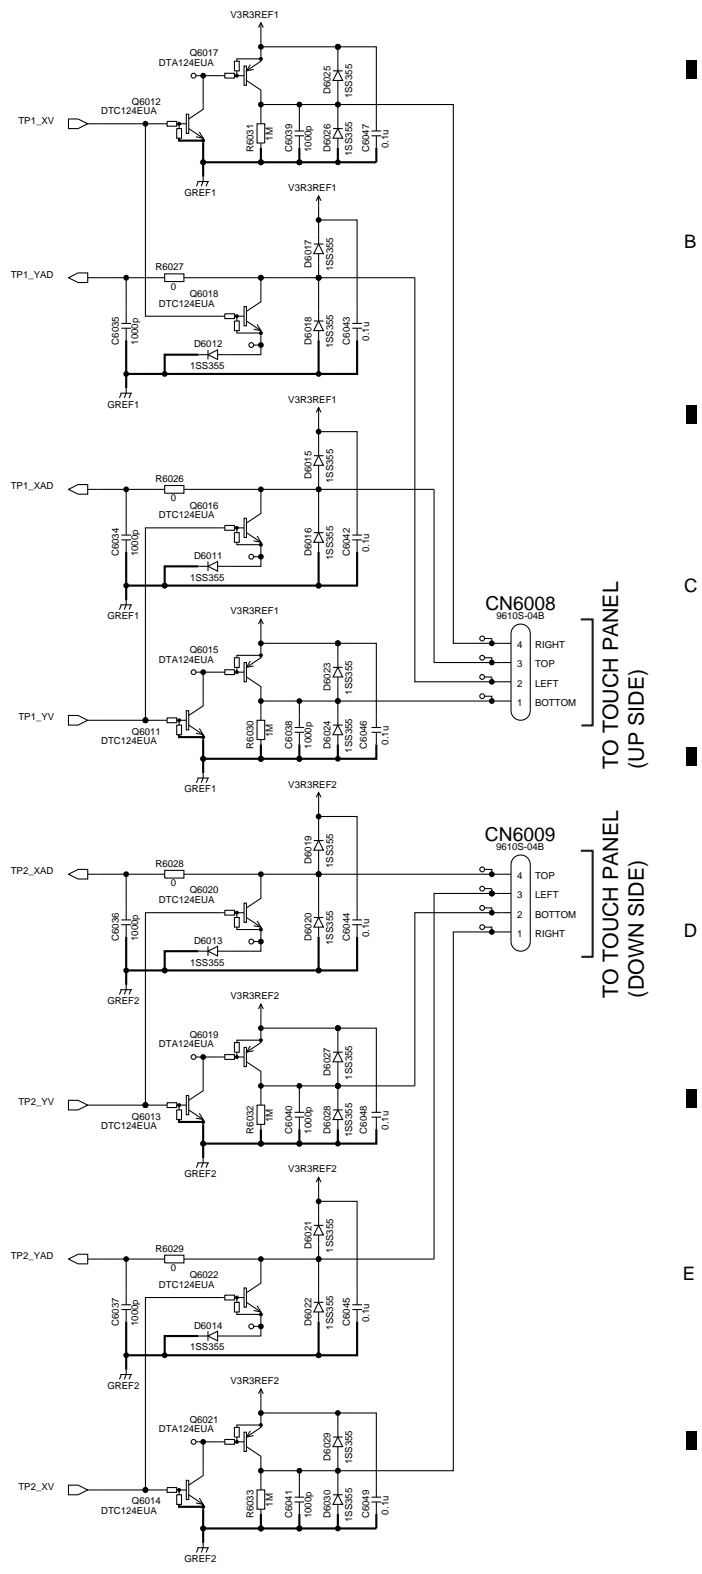 V3R3REF1
Q6017
DTA124EUA
D6025
1SS355
Q6012
DTC124EUA
TP1_XV
R6031
1M
C6039
1000p
D6026
1SS355
C6047
0.1u
GREF1
V3R3REF1
B
D6017
1SS355
TP1_YAD
R6027
0
Q6018
DTC124EUA
C6035
1000p
D6018
1SS355
C6043
0.1u
D6012
1SS355
GREF1
V3R3REF1
D6015
1SS355
TP1_XAD
R6026
0
Q6016
DTC124EUA
C6034
1000p
D6016
1SS355
C6042
0.1u
D6011
1SS355
C
GREF1
V3R3REF1
CN6008
9610S-04B
Q6015
DTA124EUA
D6023
1SS355
4 RIGHT
3 TOP
2 LEFT
1 BOTTOM
TO TOUCH PANEL
(UP SIDE)
TP1_YV
Q6011
DTC124EUA
R6030
1M
C6038
1000p
D6024
1SS355
C6046
0.1u
GREF1
V3R3REF2
D6019
1SS355
CN6009
9610S-04B
TP2_XAD
R6028
0
Q6020
DTC124EUA
4 TOP
3 LEFT
2 BOTTOM
1 RIGHT
TO TOUCH PANEL
(DOWN SIDE)
C6036
1000p
D6020
1SS355
C6044
0.1u
D
D6013
1SS355
GREF2
V3R3REF2
Q6019
DTA124EUA
D6027
1SS355
TP2_YV
Q6013
DTC124EUA
R6032
1M
C6040
1000p
D6028
1SS355
C6048
0.1u
GREF2
V3R3REF2
D6021
1SS355
TP2_YAD
R6029
0
Q6022
DTC124EUA
E
C6037
1000p
D6022
1SS355
C6045
0.1u
D6014
1SS355
GREF2
V3R3REF2
Q6021
DTA124EUA
D6029
1SS355
TP2_XV
Q6014
DTC124EUA
R6033
1M
C6041
1000p
D6030
1SS355
C6049
0.1u
GREF2